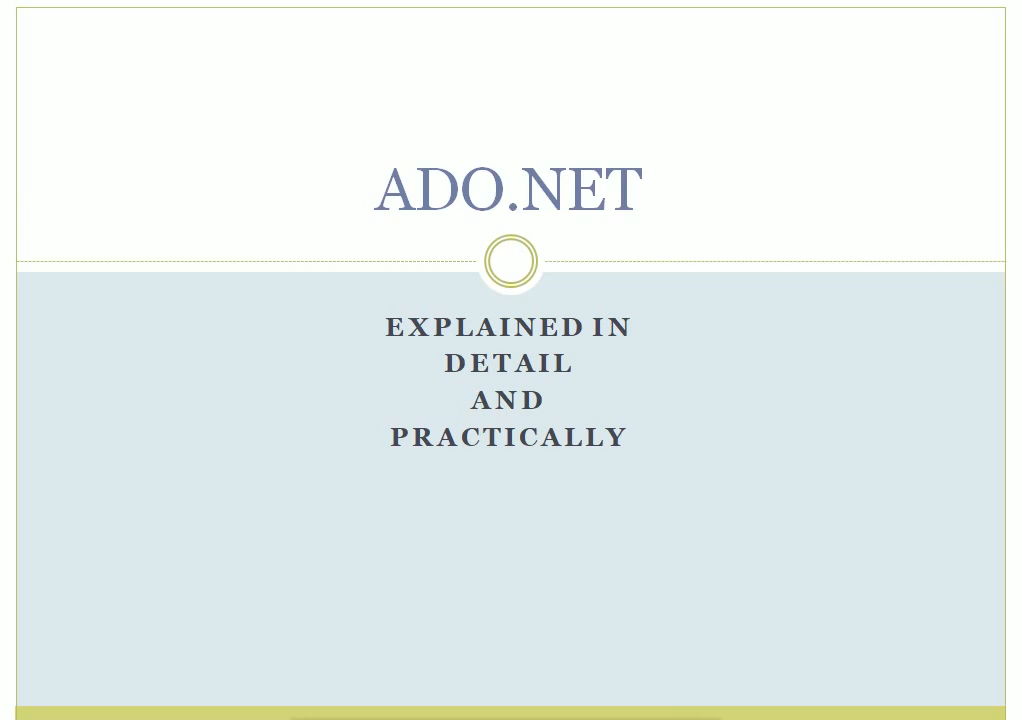 ADO.NET
EXPLAINED IN
DETAIL
AND
PRACTICALLY